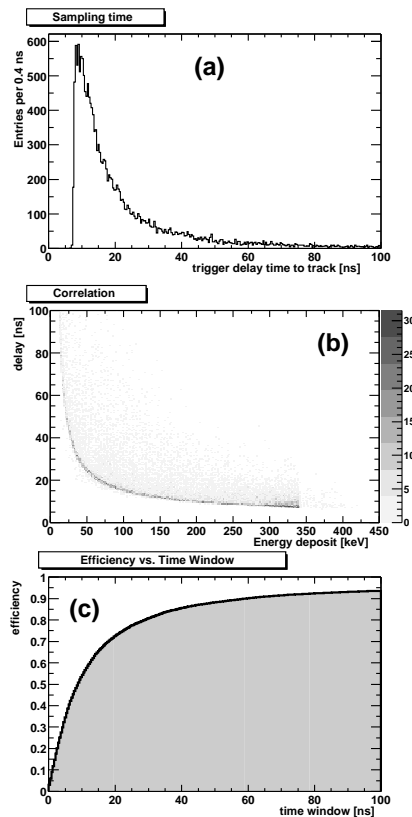 Sampling time
Entries per 0.4 ns
600
500
400
300
200
100
0
(a)
0 20 40 60 80 100
trigger delay time to track [ns]
Correlation
delay [ns]
100
80
60
40
20
0
(b)
30
25
20
15
10
5
0
0 50 100 150 200 250 300 350 400 450
Energy deposit [keV]
Efficiency vs. Time Window
efficiency
1
0.9
0.8
0.7
0.6
0.5
0.4
0.3
0.2
0.1
0
(c)
0 20 40 60 80 100
time window [ns]